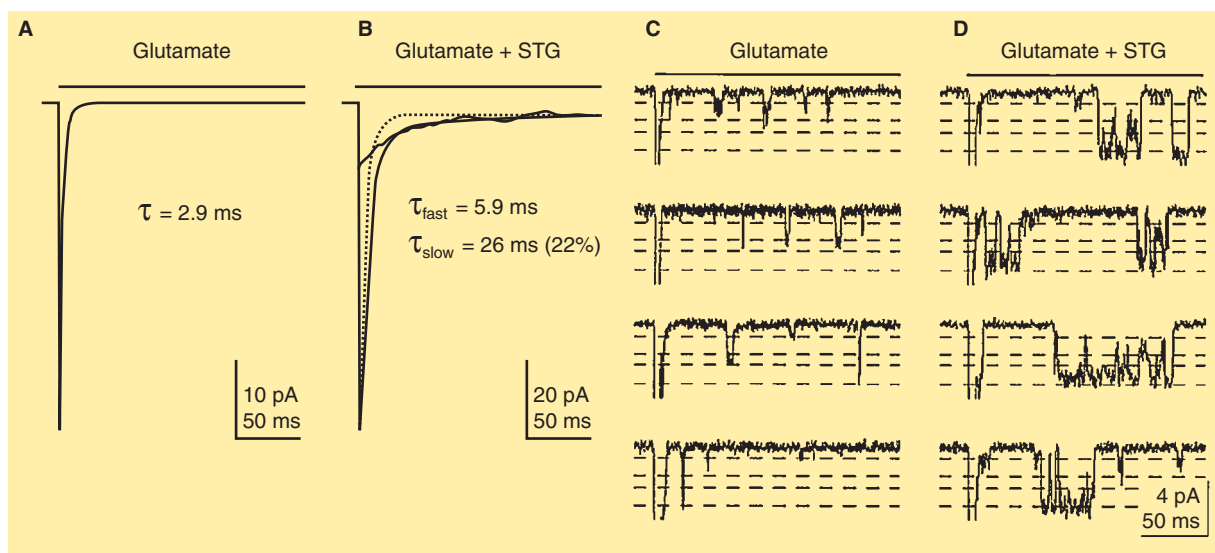 A
Glutamate
τ = 2.9 ms
10 pA
50 ms
B
Glutamate + STG
τfast = 5.9 ms
τslow = 26 ms (22%)
20 pA
50 ms
C
Glutamate
D
Glutamate + STG
4 pA
50 ms